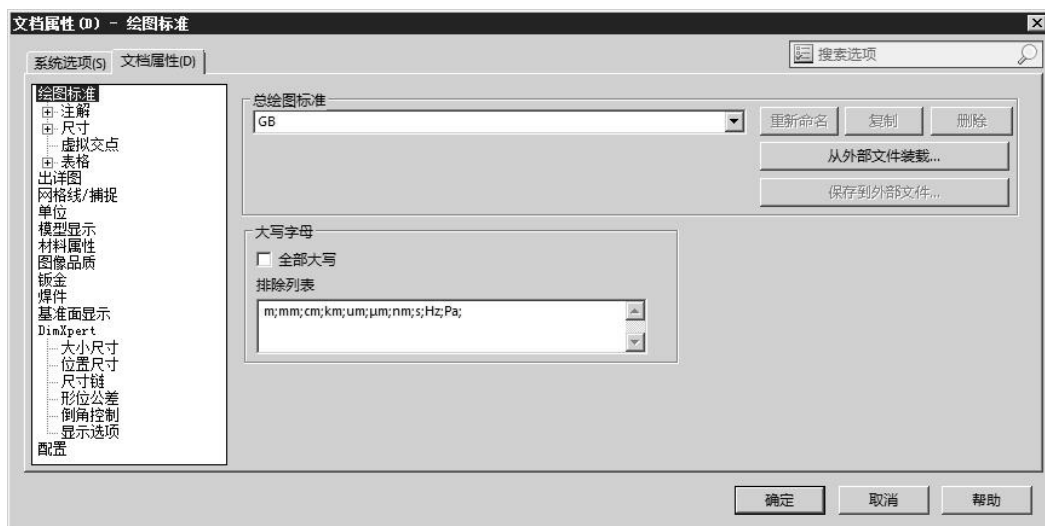 文档属性(D) - 绘图标准
系统选项(S) 文档属性(D)
搜索选项
绘图标准
注解
尺寸
虚拟交点
表格
出详图
网格线/捕捉
单位
模型显示
材料属性
图像品质
钣金
焊件
基准面显示
DimXpert
大小尺寸
位置尺寸
尺寸链
形位公差
倒角控制
显示选项
配置
总绘图标准
GB
重新命名 复制 删除
从外部文件装载...
保存到外部文件...
大写字母
全部大写
排除列表
m;mm;cm;km;um;µm;nm;s;Hz;Pa;
确定 取消 帮助